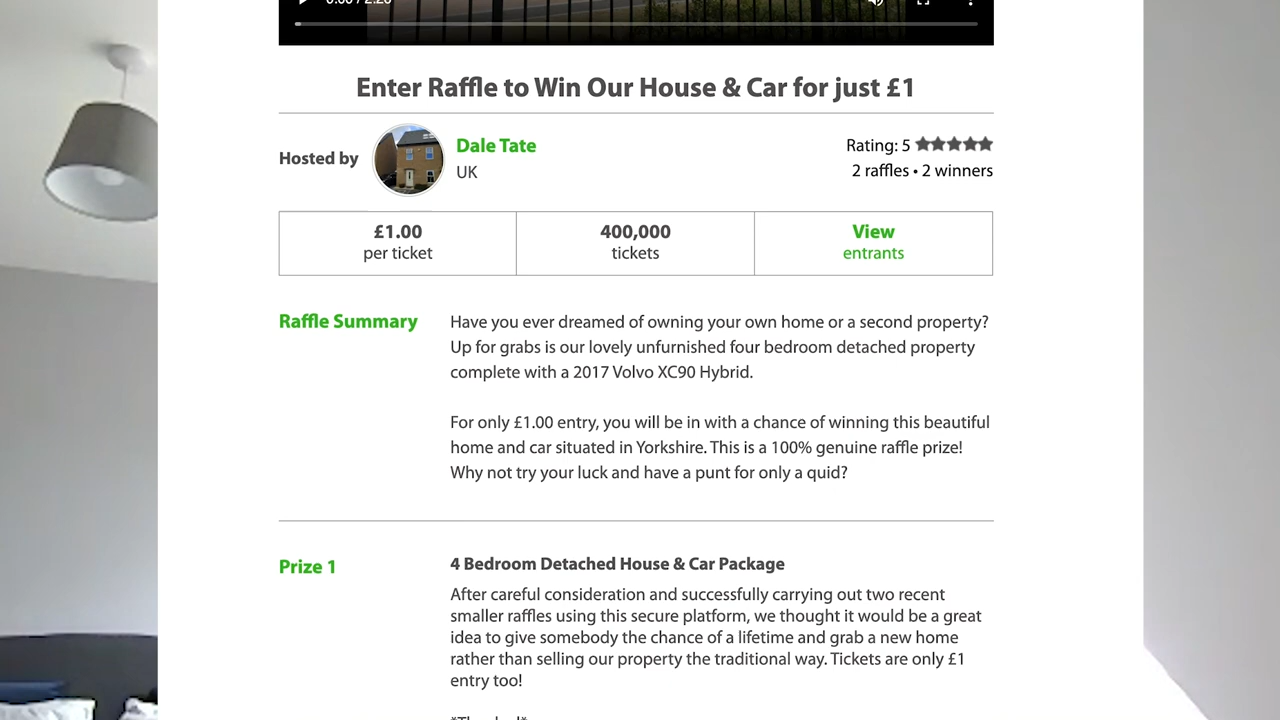 0:00 / 2:26
Enter Raffle to Win Our House & Car for just £1
Hosted by
Dale Tate
UK
Rating: 5
2 raffles • 2 winners
£1.00
per ticket
400,000
tickets
View
entrants
Raffle Summary
Have you ever dreamed of owning your own home or a second property?
Up for grabs is our lovely unfurnished four bedroom detached property
complete with a 2017 Volvo XC90 Hybrid.
For only £1.00 entry, you will be in with a chance of winning this beautiful
home and car situated in Yorkshire. This is a 100% genuine raffle prize!
Why not try your luck and have a punt for only a quid?
Prize 1
4 Bedroom Detached House & Car Package
After careful consideration and successfully carrying out two recent
smaller raffles using this secure platform, we thought it would be a great
idea to give somebody the chance of a lifetime and grab a new home
rather than selling our property the traditional way. Tickets are only £1
entry too!